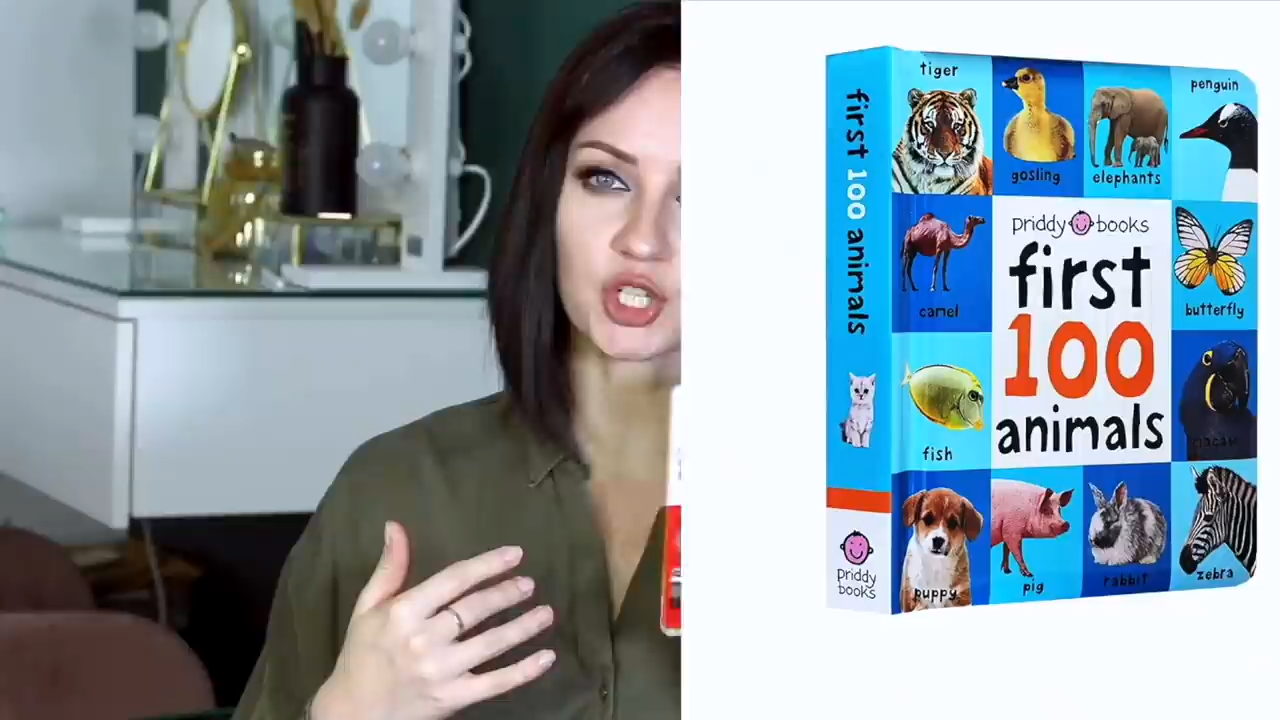 first 100 animals
priddy
books
tiger
gosling
elephants
penguin
priddy books
first
100
animals
camel
butterfly
fish
macaw
puppy
pig
rabbit
zebra